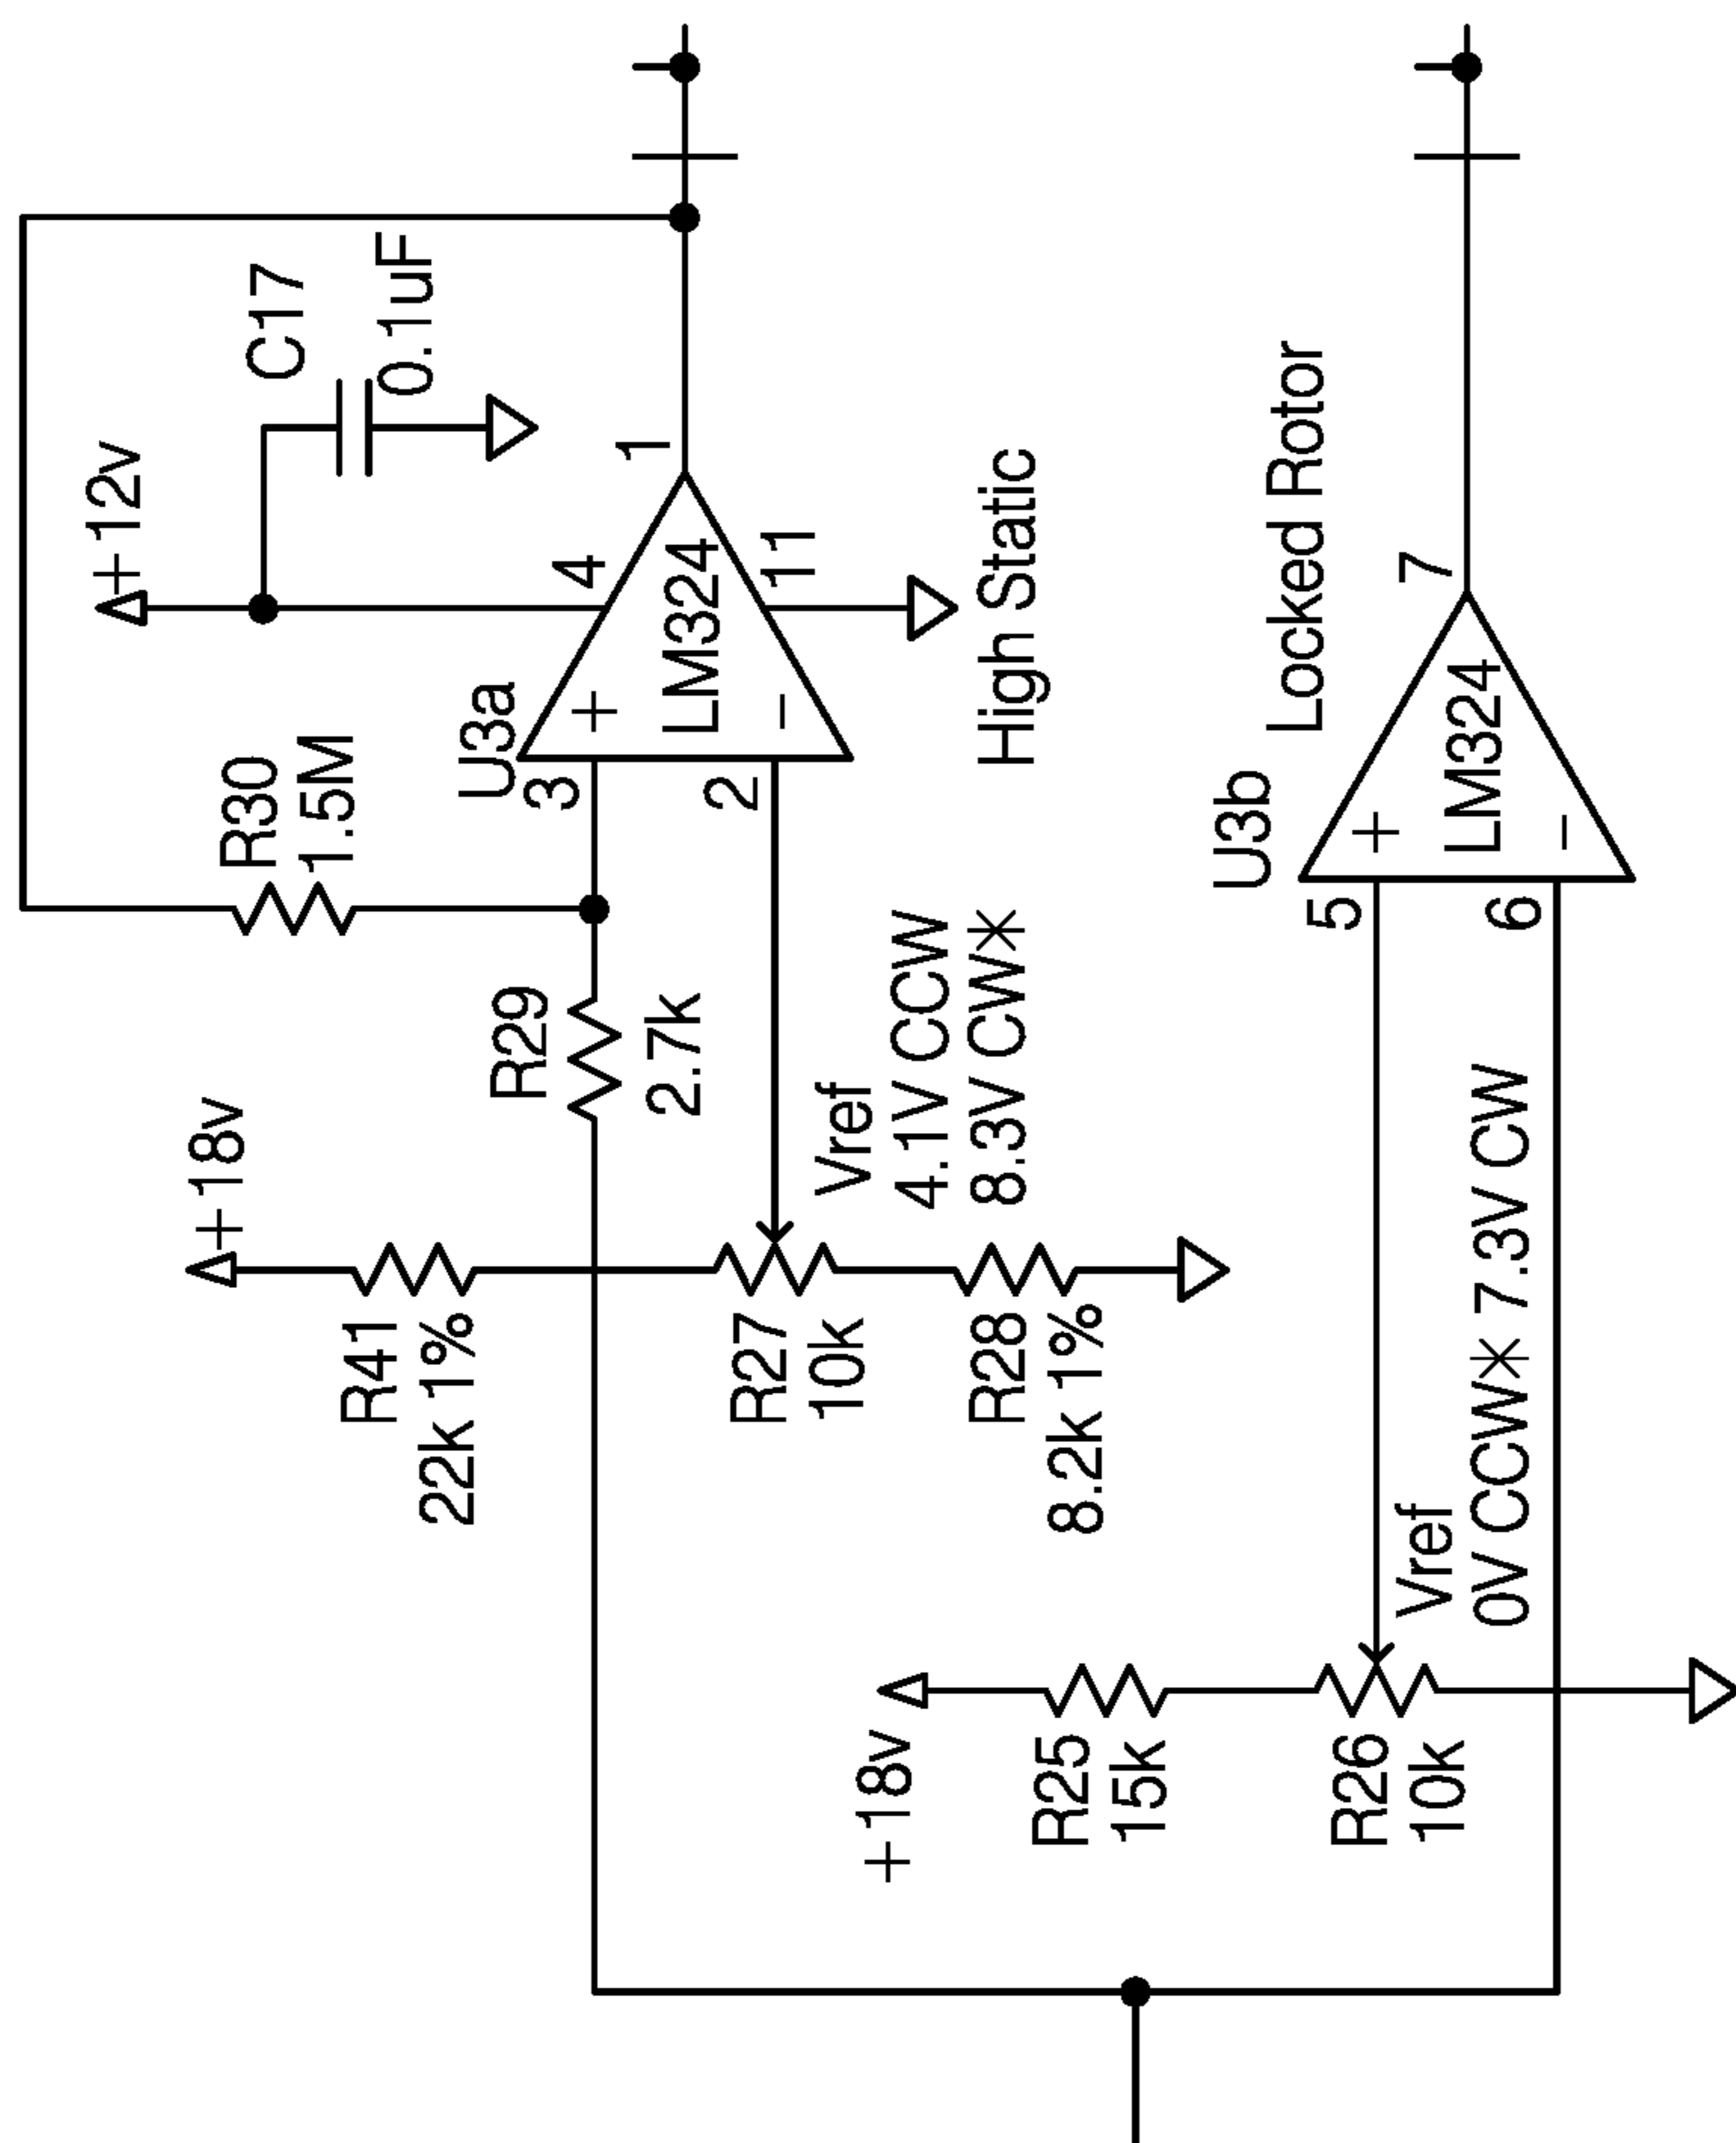 +12v
C17
0.1uF
R30
1.5M
U3a
3
2
4
11
1
+
LM324
−
High Static
+18v
R29
2.7k
R41
22k 1%
R27
10k
Vref
4.1V CCW
8.3V CW*
R28
8.2k 1%
U3b
5
6
7
+
LM324
−
Locked Rotor
+18v
R25
15k
R26
10k
Vref
0V CCW* 7.3V CW